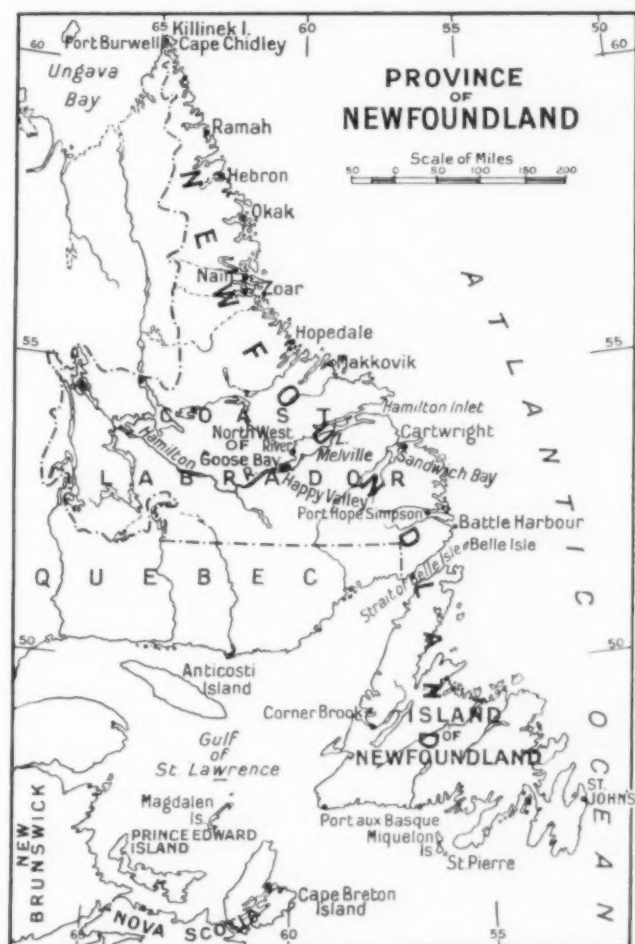 65 60 55 50
60
Killinek I.
Port Burwell Cape Chidley
Ungava
Bay
PROVINCE
OF
NEWFOUNDLAND
Scale of Miles
50 0 50 100 150 200
Ramah
Hebron
Okak
Nain
Zoar
Hopedale
Makkovik
55 55
NEWFOUNDLAND
ATLANTIC OCEAN
COAST
OF
LABRADOR
Hamilton Inlet
North West
River
L.
Melville
Cartwright
Hamilton R.
Goose Bay
Happy Valley
Sandwich Bay
Port Hope Simpson
Battle Harbour
Belle Isle
Strait of Belle Isle
QUEBEC
50 50
Anticosti
Island
Corner Brook
ISLAND
OF
NEWFOUNDLAND
Gulf
of
St. Lawrence
Magdalen
Is.
PRINCE EDWARD
ISLAND
Port aux Basque
Miquelon
Is.
St. Pierre
ST.
JOHN'S
NEW
BRUNSWICK
Cape Breton
Island
NOVA SCOTIA
65 60 55